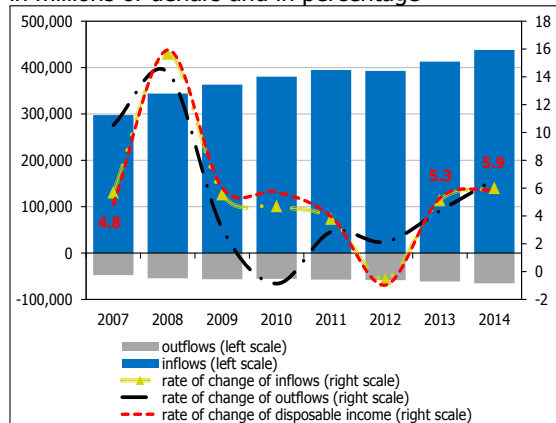 in millions of denars and in percentage
500,000 18
400,000 16
300,000 14
200,000 12
100,000 10
0 8
-100,000 6
4
2
0
-2
4.8
5.3
5.9
2007 2008 2009 2010 2011 2012 2013 2014
outflows (left scale)
inflows (left scale)
rate of change of inflows (right scale)
rate of change of outflows (right scale)
rate of change of disposable income (right scale)